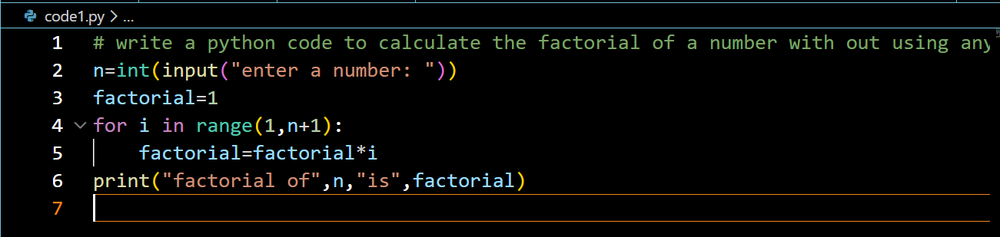 code1.py > ...
1 # write a python code to calculate the factorial of a number with out using any
2 n=int(input("enter a number: "))
3 factorial=1
4 for i in range(1,n+1):
5     factorial=factorial*i
6 print("factorial of",n,"is",factorial)
7